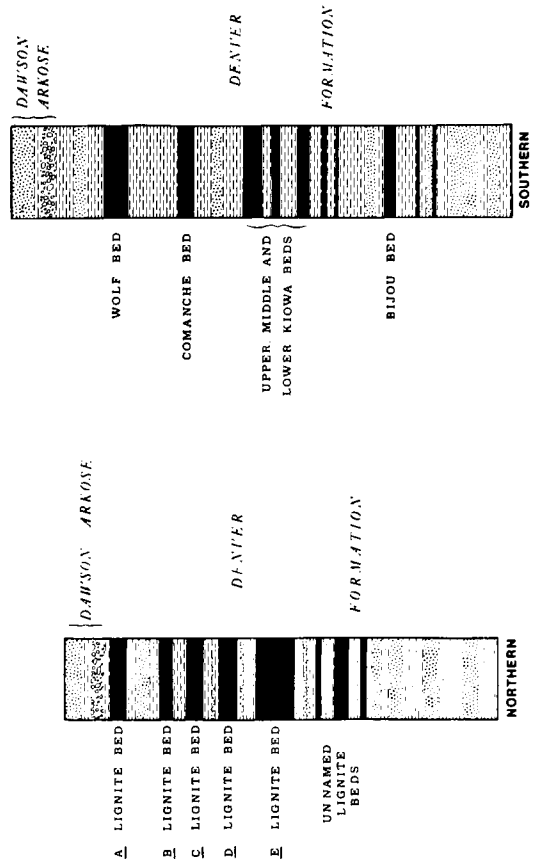 A LIGNITE BED
B LIGNITE BED
C LIGNITE BED
D LIGNITE BED
E LIGNITE BED
UNNAMED
LIGNITE
BEDS
NORTHERN
DAWSON ARKOSE
DENVER
FORMATION
WOLF BED
COMANCHE BED
UPPER, MIDDLE AND
LOWER KIOWA BEDS
BIJOU BED
SOUTHERN
DAWSON
ARKOSE
DENVER
FORMATION